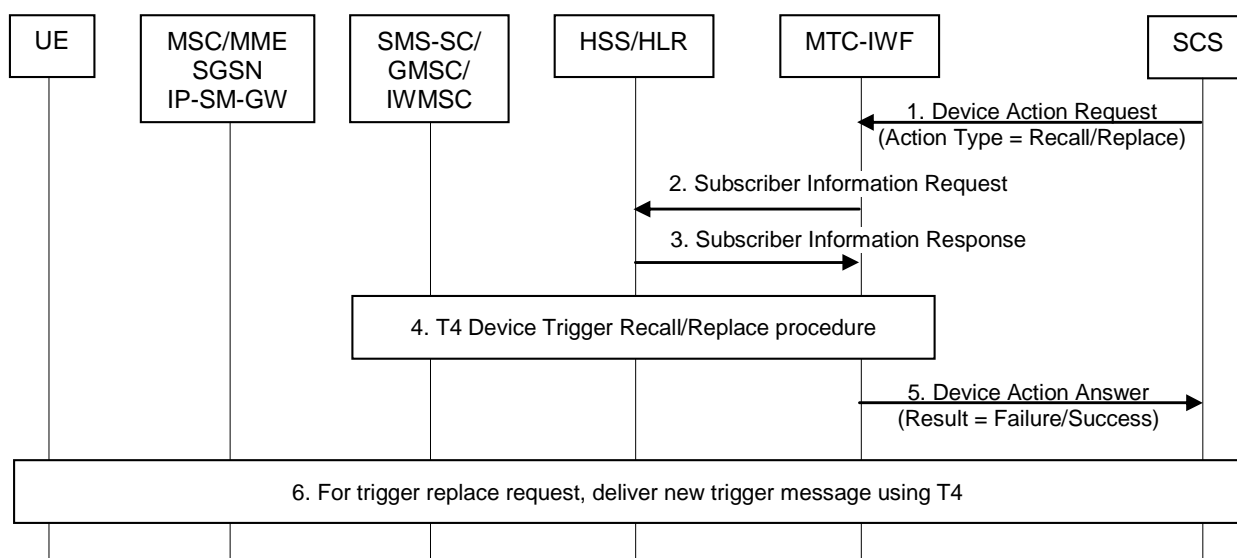 UE
MSC/MME
SGSN
IP-SM-GW
SMS-SC/
GMSC/
IWMSC
HSS/HLR
MTC-IWF
SCS
1. Device Action Request
(Action Type = Recall/Replace)
2. Subscriber Information Request
3. Subscriber Information Response
4. T4 Device Trigger Recall/Replace procedure
5. Device Action Answer
(Result = Failure/Success)
6. For trigger replace request, deliver new trigger message using T4